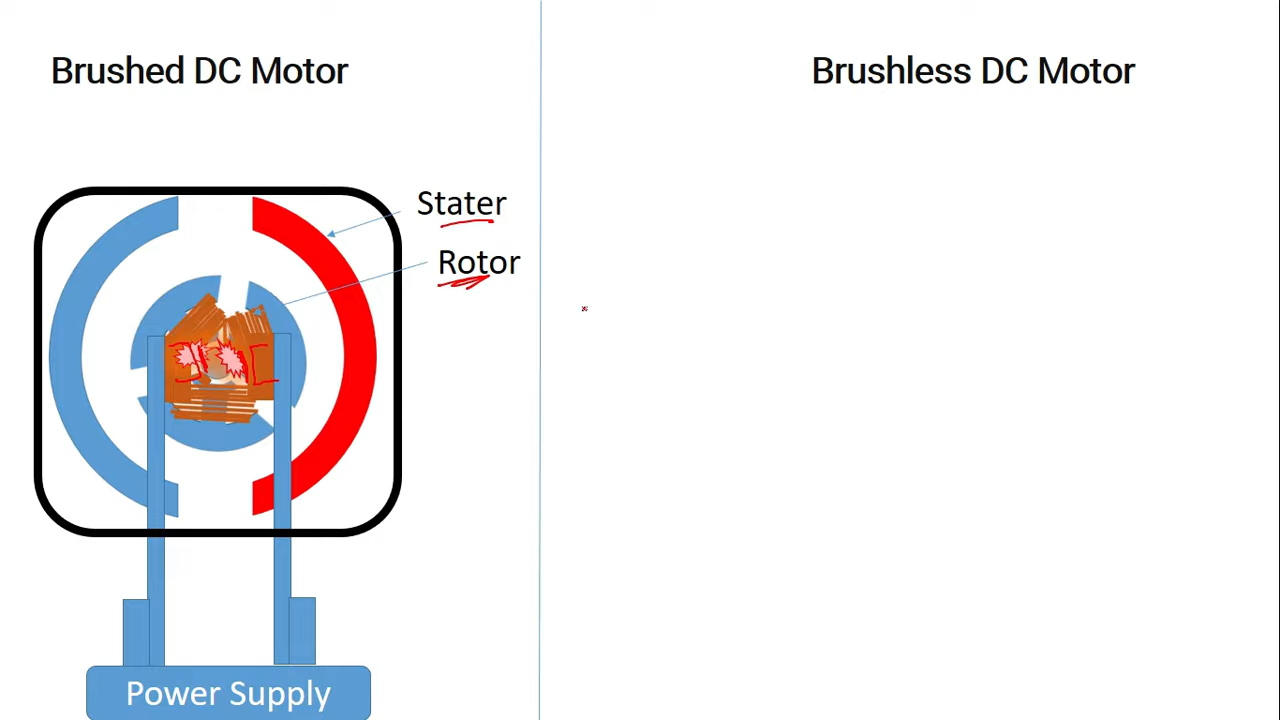 Brushed DC Motor
Brushless DC Motor
Stater
Rotor
Power Supply